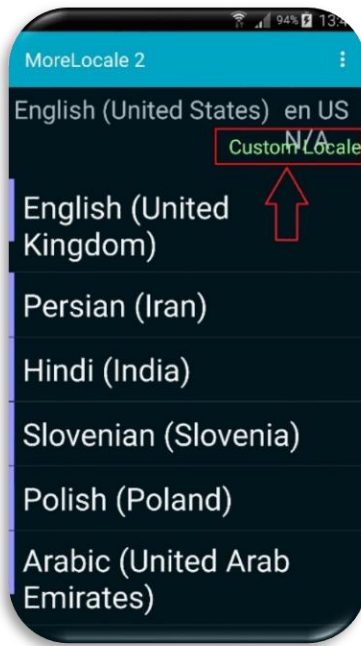 94% 13:4
MoreLocale 2
English (United States) en US
N/A
Custom Locale
English (United
Kingdom)
Persian (Iran)
Hindi (India)
Slovenian (Slovenia)
Polish (Poland)
Arabic (United Arab
Emirates)